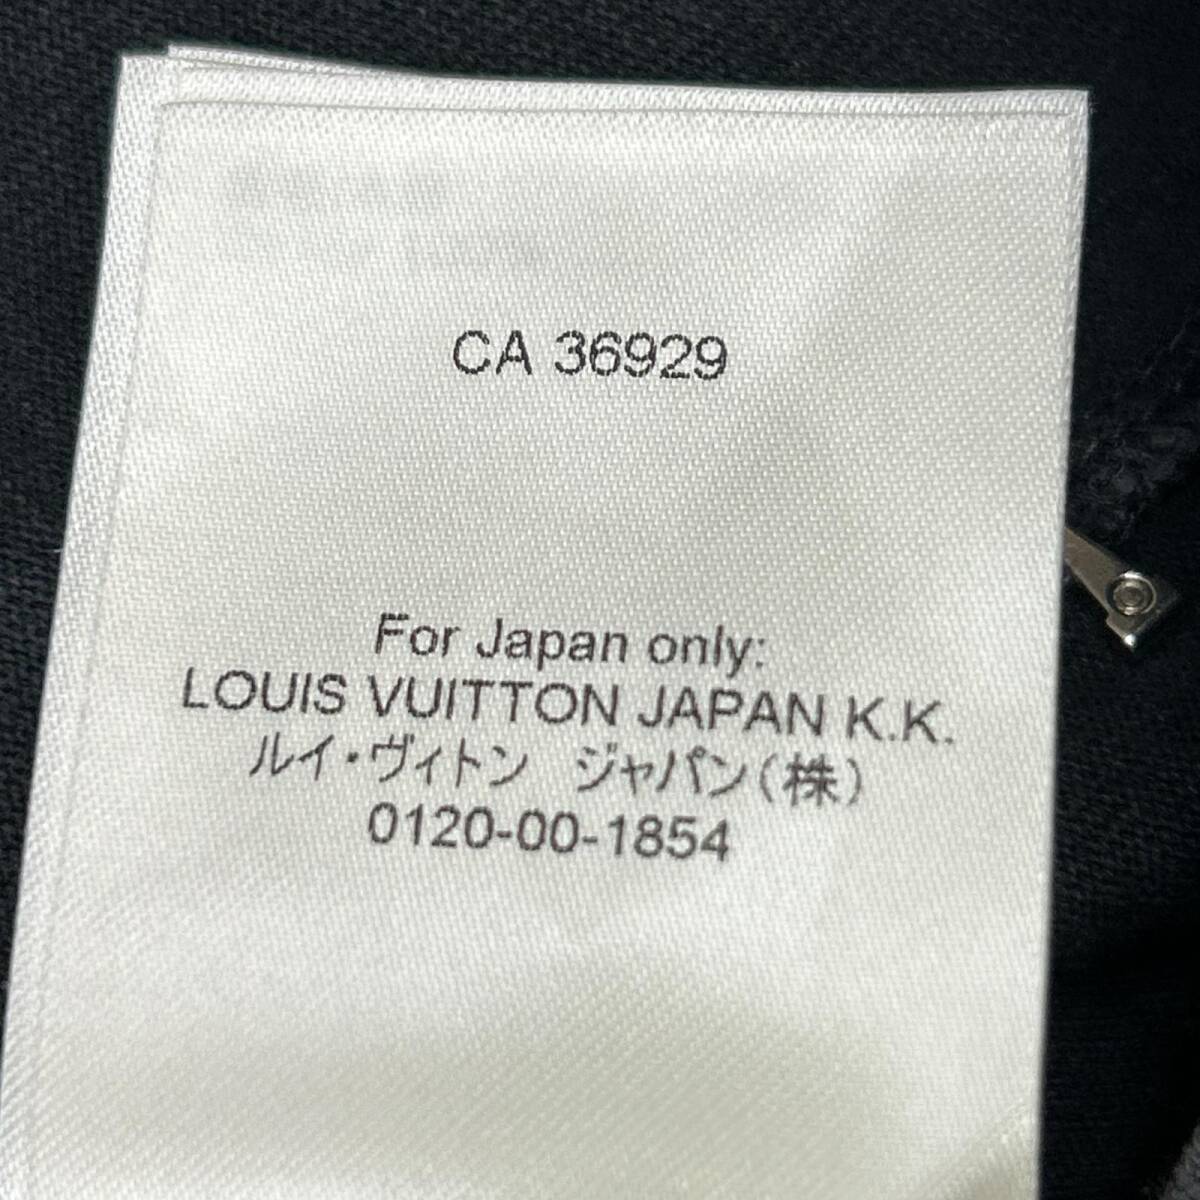 CA 36929
For Japan only:
LOUIS VUITTON JAPAN K.K.
ルイ・ヴィトン ジャパン(株)
0120-00-1854